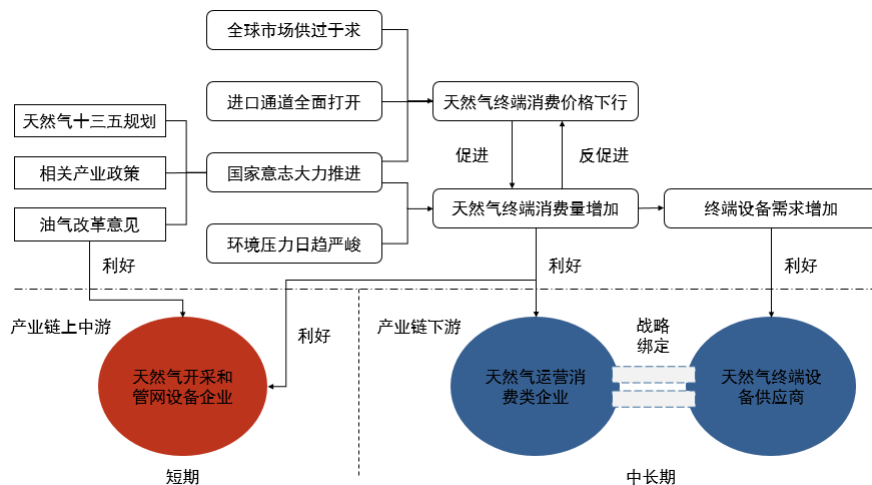 全球市场供过于求
进口通道全面打开
天然气终端消费价格下行
天然气十三五规划
促进
反促进
相关产业政策
国家意志大力推进
油气改革意见
天然气终端消费量增加
终端设备需求增加
环境压力日趋严峻
利好
利好
利好
产业链上中游
利好
产业链下游
战略
绑定
天然气开采和
管网设备企业
天然气运营消
费类企业
天然气终端设
备供应商
短期
中长期